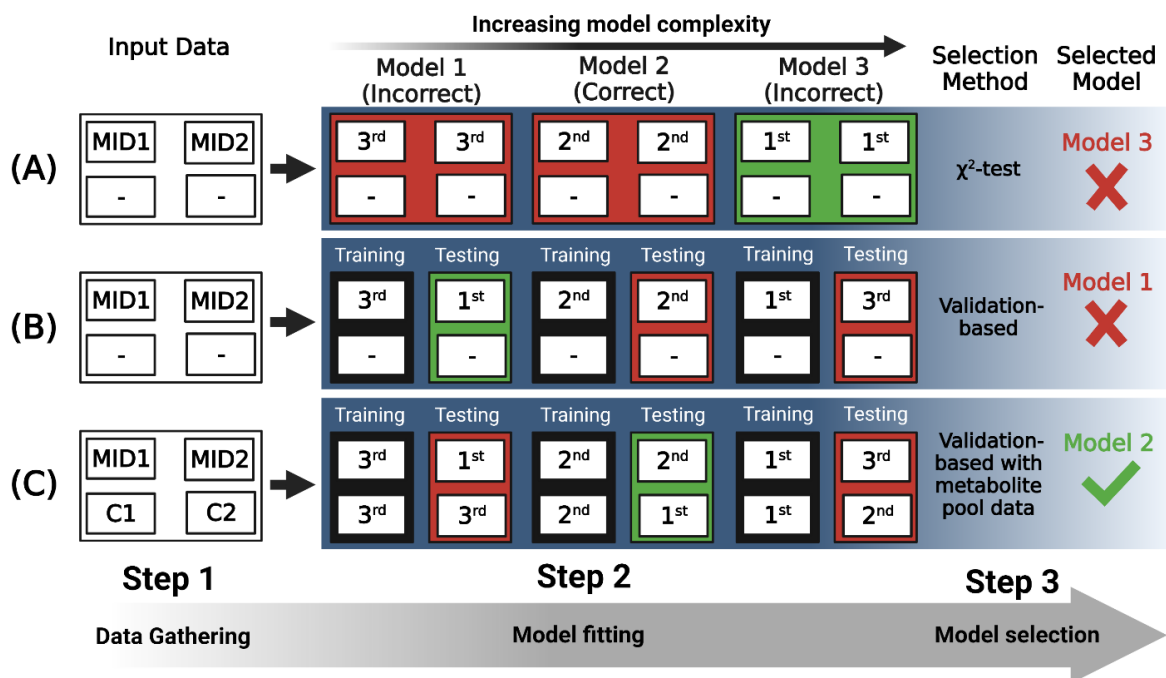 Increasing model complexity
Input Data
Model 1
(Incorrect)
Model 2
(Correct)
Model 3
(Incorrect)
Selection
Method
Selected
Model
(A)
MID1 MID2
- -
3rd 3rd
- -
2nd 2nd
- -
1st 1st
- -
χ²-test
Model 3
(B)
MID1 MID2
- -
Training Testing Training Testing Training Testing
3rd 1st 2nd 2nd 1st 3rd
- - - - - -
Validation-
based
Model 1
(C)
MID1 MID2
C1 C2
Training Testing Training Testing Training Testing
3rd 1st 2nd 2nd 1st 3rd
3rd 3rd 2nd 1st 1st 2nd
Validation-
based with
metabolite
pool data
Model 2
Step 1 Step 2 Step 3
Data Gathering Model fitting Model selection